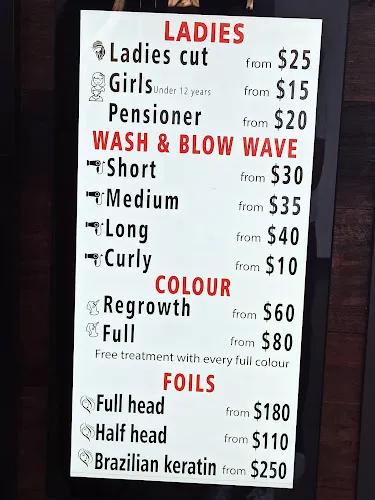 LADIES
Ladies cut from $25
Girls Under 12 years from $15
Pensioner from $20
WASH & BLOW WAVE
Short from $30
Medium from $35
Long from $40
Curly from $10
COLOUR
Regrowth from $60
Full from $80
Free treatment with every full colour
FOILS
Full head from $180
Half head from $110
Brazilian keratin from $250